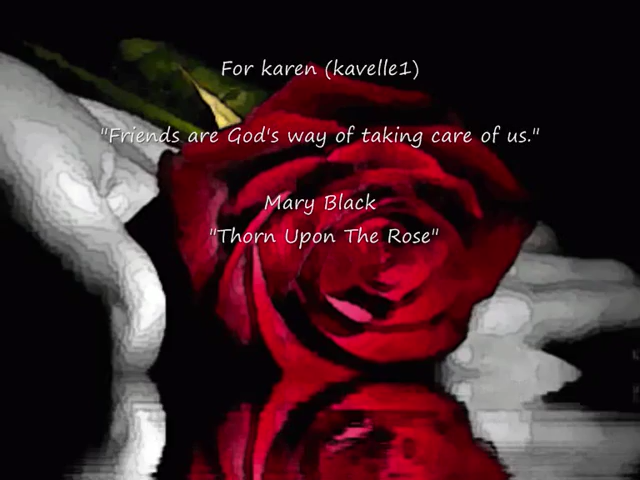 For karen (kavelle1)
"Friends are God's way of taking care of us."
Mary Black
"Thorn Upon The Rose"